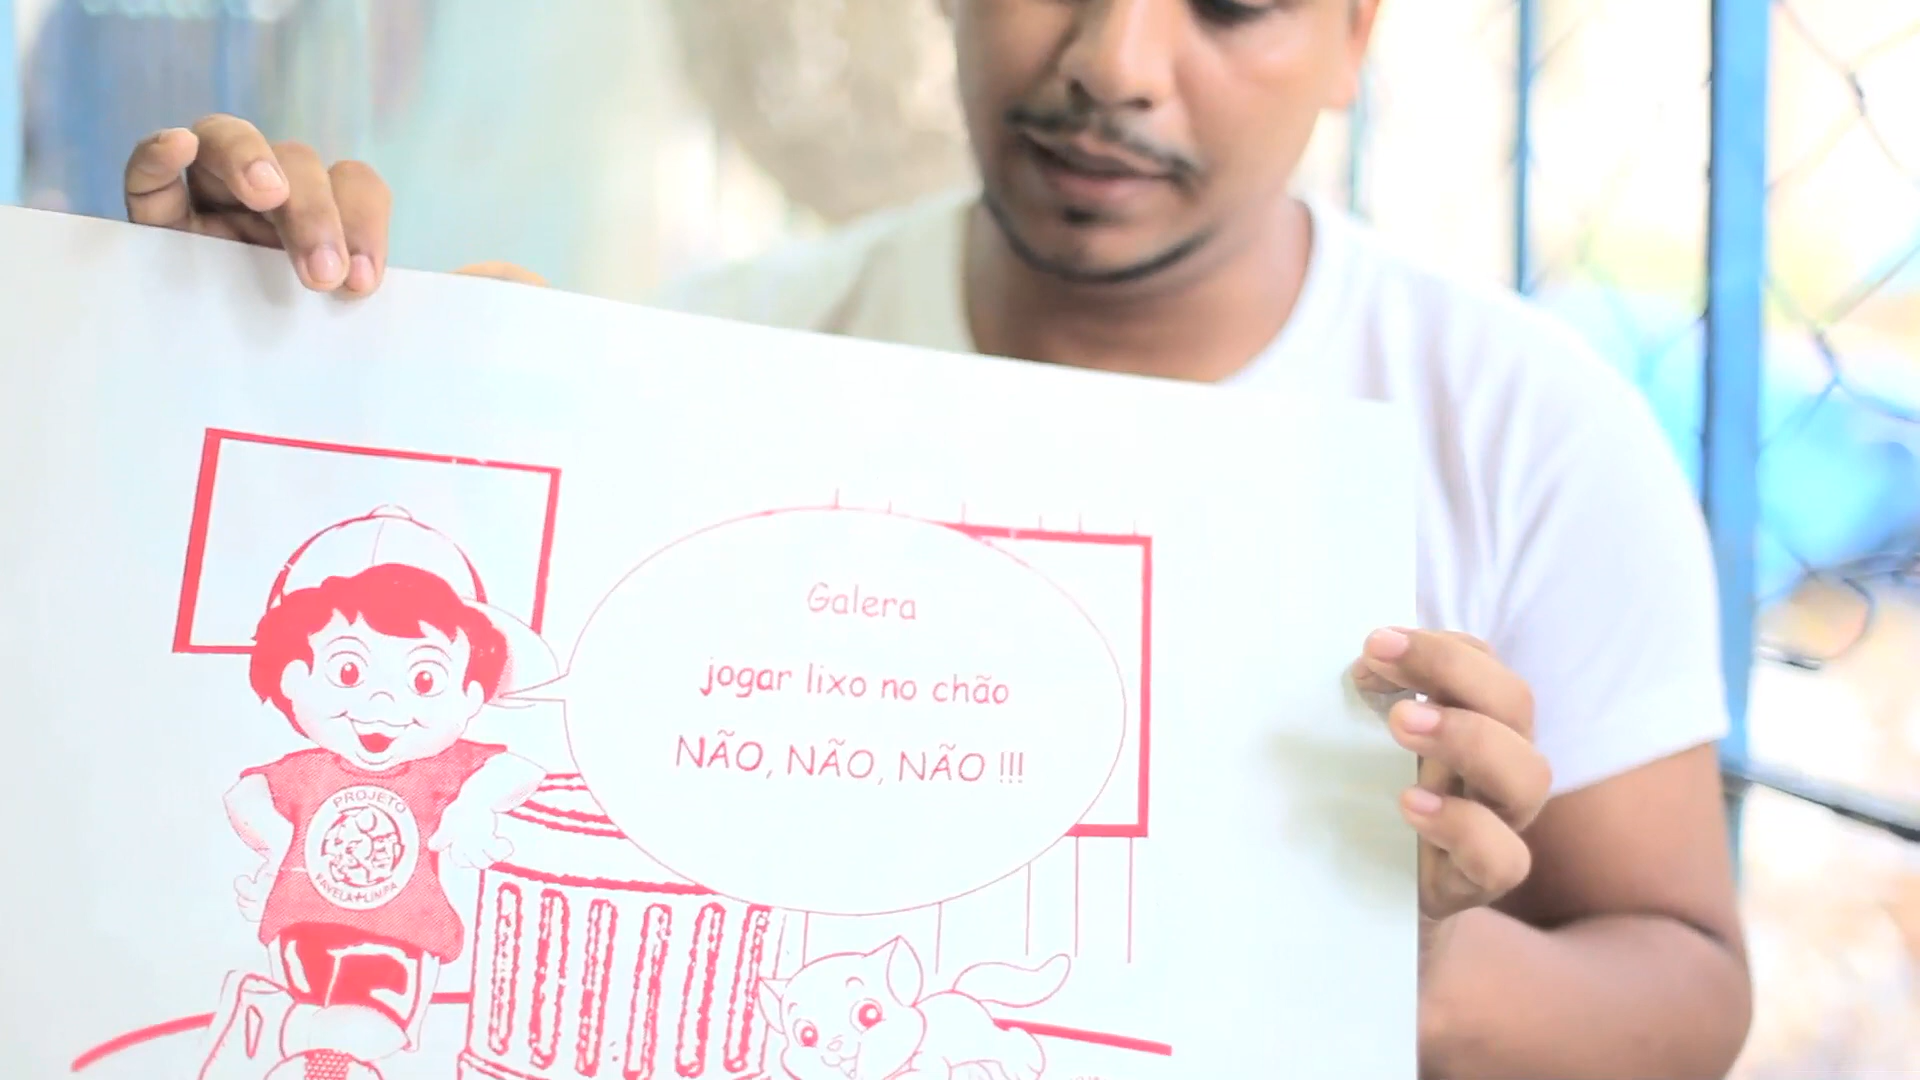 Galera
jogar lixo no chão
NÃO, NÃO, NÃO !!!
PROJETO
FAVELA+LIMPA